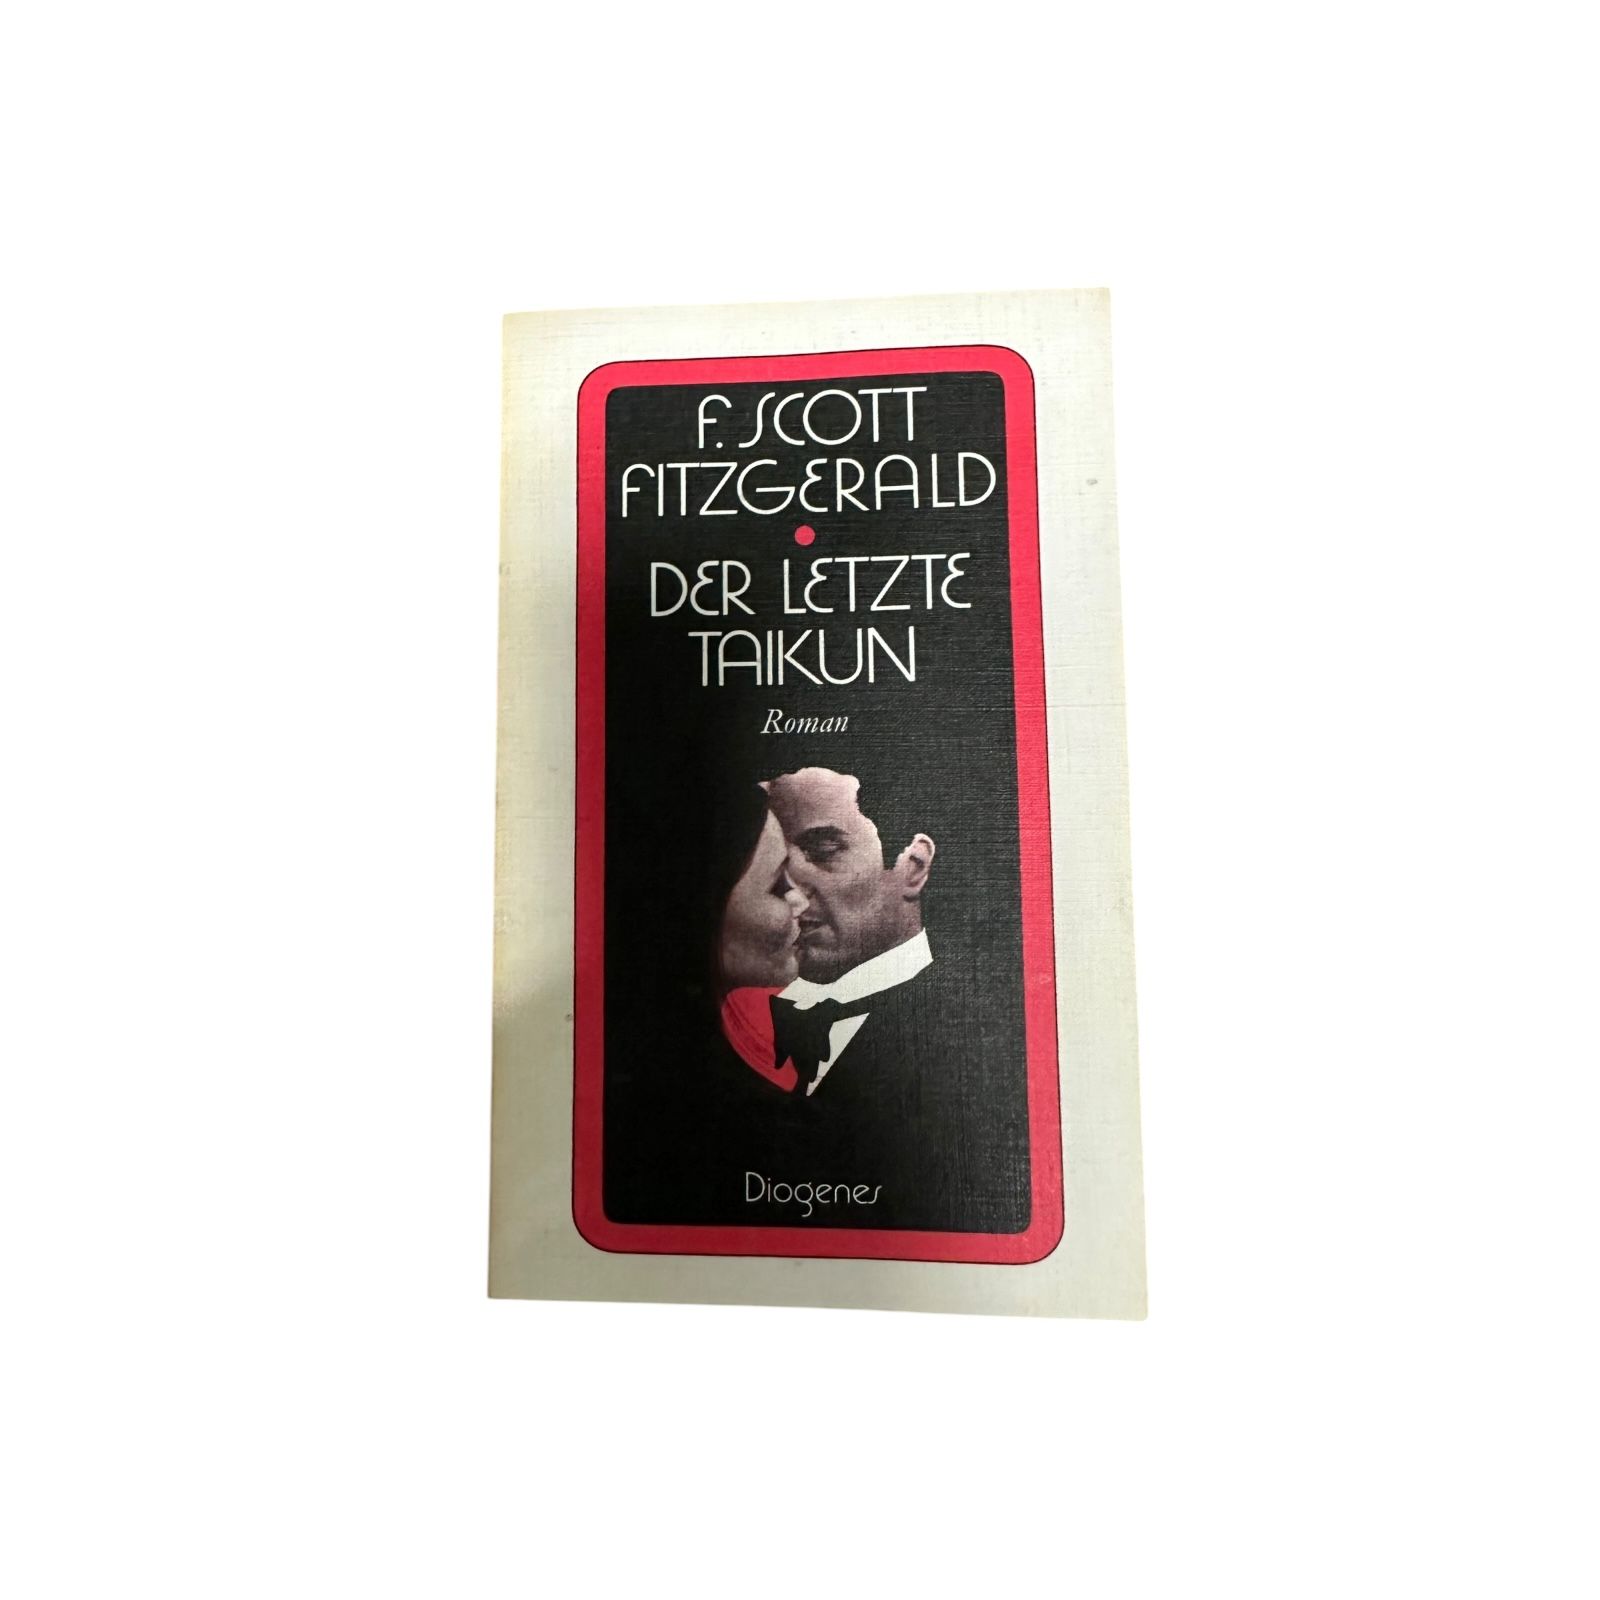 F. SCOTT
FITZGERALD
DER LETZTE
TAIKUN
Roman
Diogenes